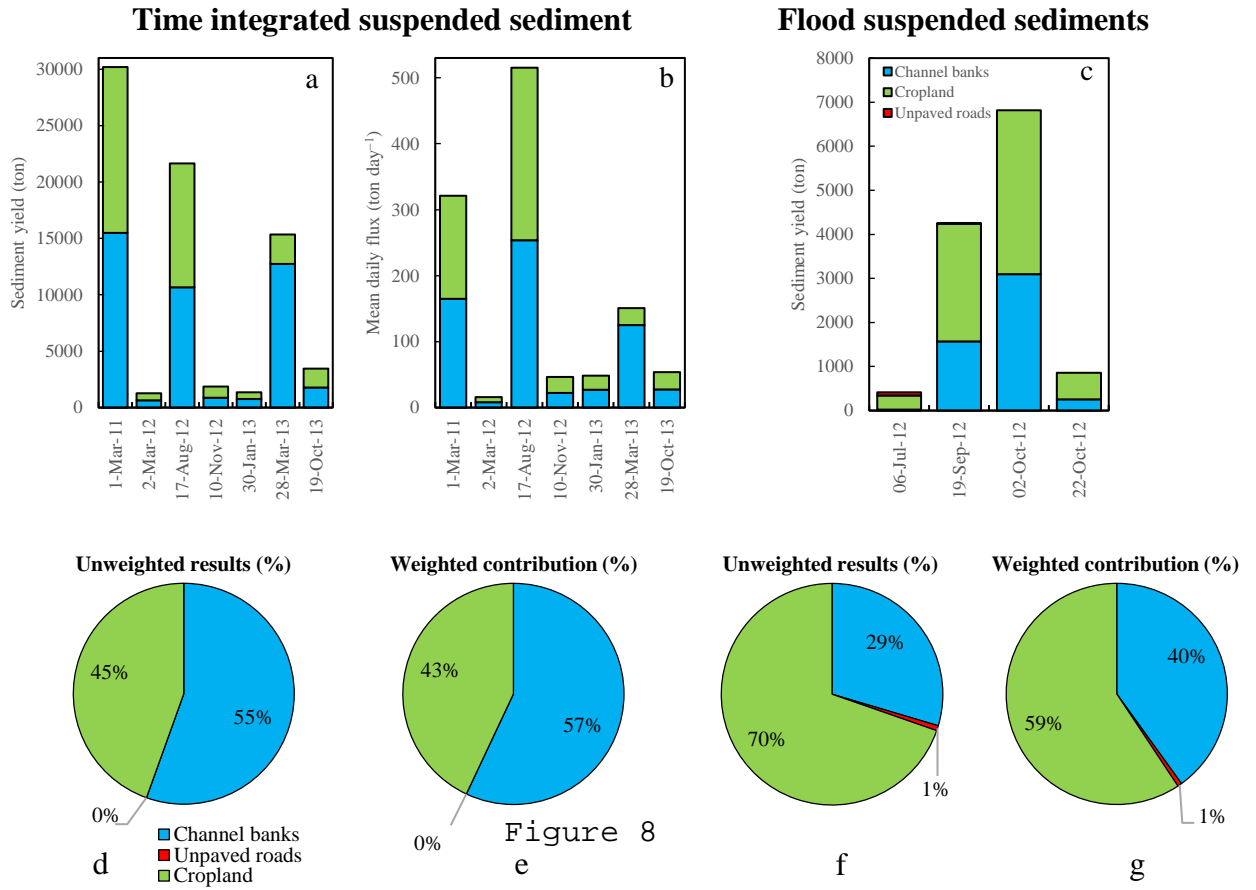 Time integrated suspended sediment
Flood suspended sediments
a
Sediment yield (ton)
30000
25000
20000
15000
10000
5000
0
1-Mar-11
2-Mar-12
17-Aug-12
10-Nov-12
30-Jan-13
28-Mar-13
19-Oct-13
b
Mean daily flux (ton day⁻¹)
500
400
300
200
100
0
1-Mar-11
2-Mar-12
17-Aug-12
10-Nov-12
30-Jan-13
28-Mar-13
19-Oct-13
c
Channel banks
Cropland
Unpaved roads
Sediment yield (ton)
8000
7000
6000
5000
4000
3000
2000
1000
0
06-Jul-12
19-Sep-12
02-Oct-12
22-Oct-12
Unweighted results (%)
45%
55%
0%
d
Channel banks
Unpaved roads
Cropland
Weighted contribution (%)
43%
57%
0%
e
Figure 8
Unweighted results (%)
29%
70%
1%
f
Weighted contribution (%)
40%
59%
1%
g